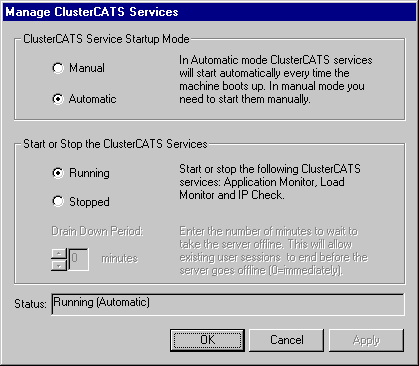 Manage ClusterCATS Services
ClusterCATS Service Startup Mode
Manual
Automatic
In Automatic mode ClusterCATS services
will start automatically every time the
machine boots up. In manual mode you
need to start them manually.
Start or Stop the ClusterCATS Services
Running
Stopped
Start or stop the following ClusterCATS
services: Application Monitor, Load
Monitor and IP Check.
Drain Down Period:
0 minutes
Enter the number of minutes to wait to
take the server offline. This will allow
existing user sessions to end before the
server goes offline (0=immediately).
Status: Running (Automatic)
OK Cancel Apply